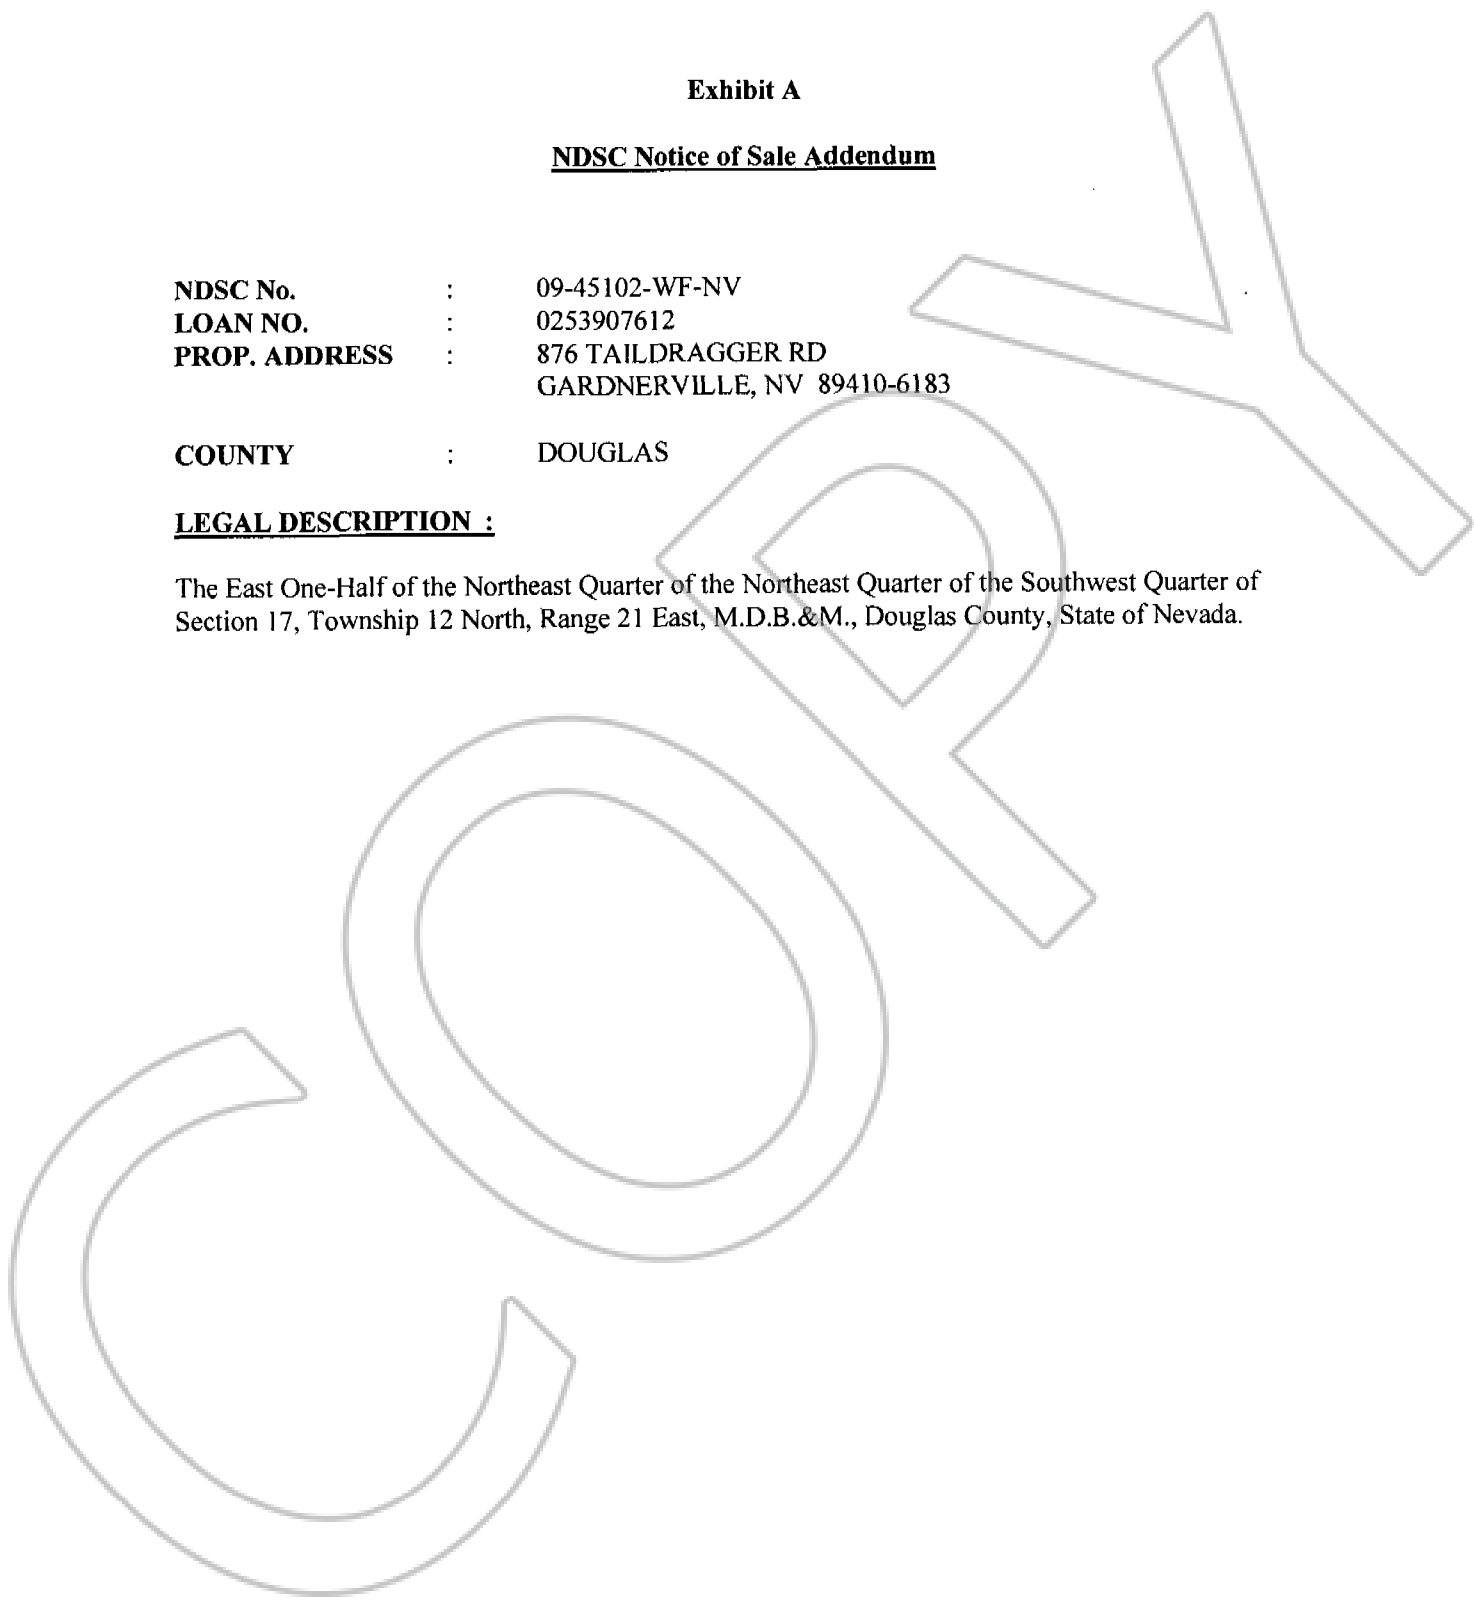 Exhibit A
NDSC Notice of Sale Addendum
NDSC No. : 09-45102-WF-NV
LOAN NO. : 0253907612
PROP. ADDRESS : 876 TAILDRAGGER RD
GARDNERVILLE, NV 89410-6183
COUNTY : DOUGLAS
LEGAL DESCRIPTION :
The East One-Half of the Northeast Quarter of the Northeast Quarter of the Southwest Quarter of
Section 17, Township 12 North, Range 21 East, M.D.B.&M., Douglas County, State of Nevada.
COPY